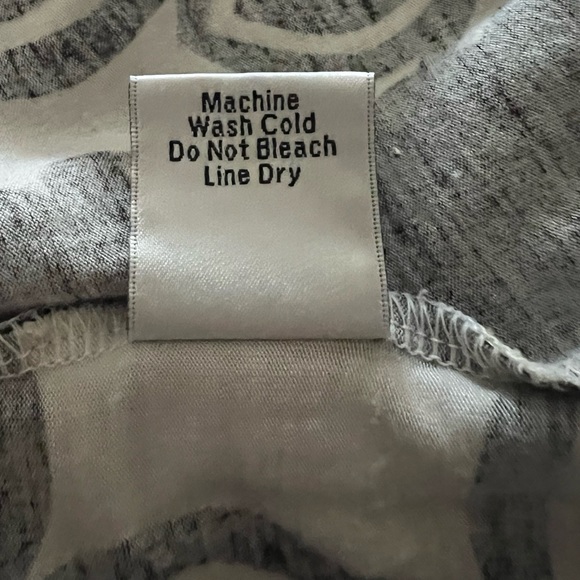 Machine
Wash Cold
Do Not Bleach
Line Dry